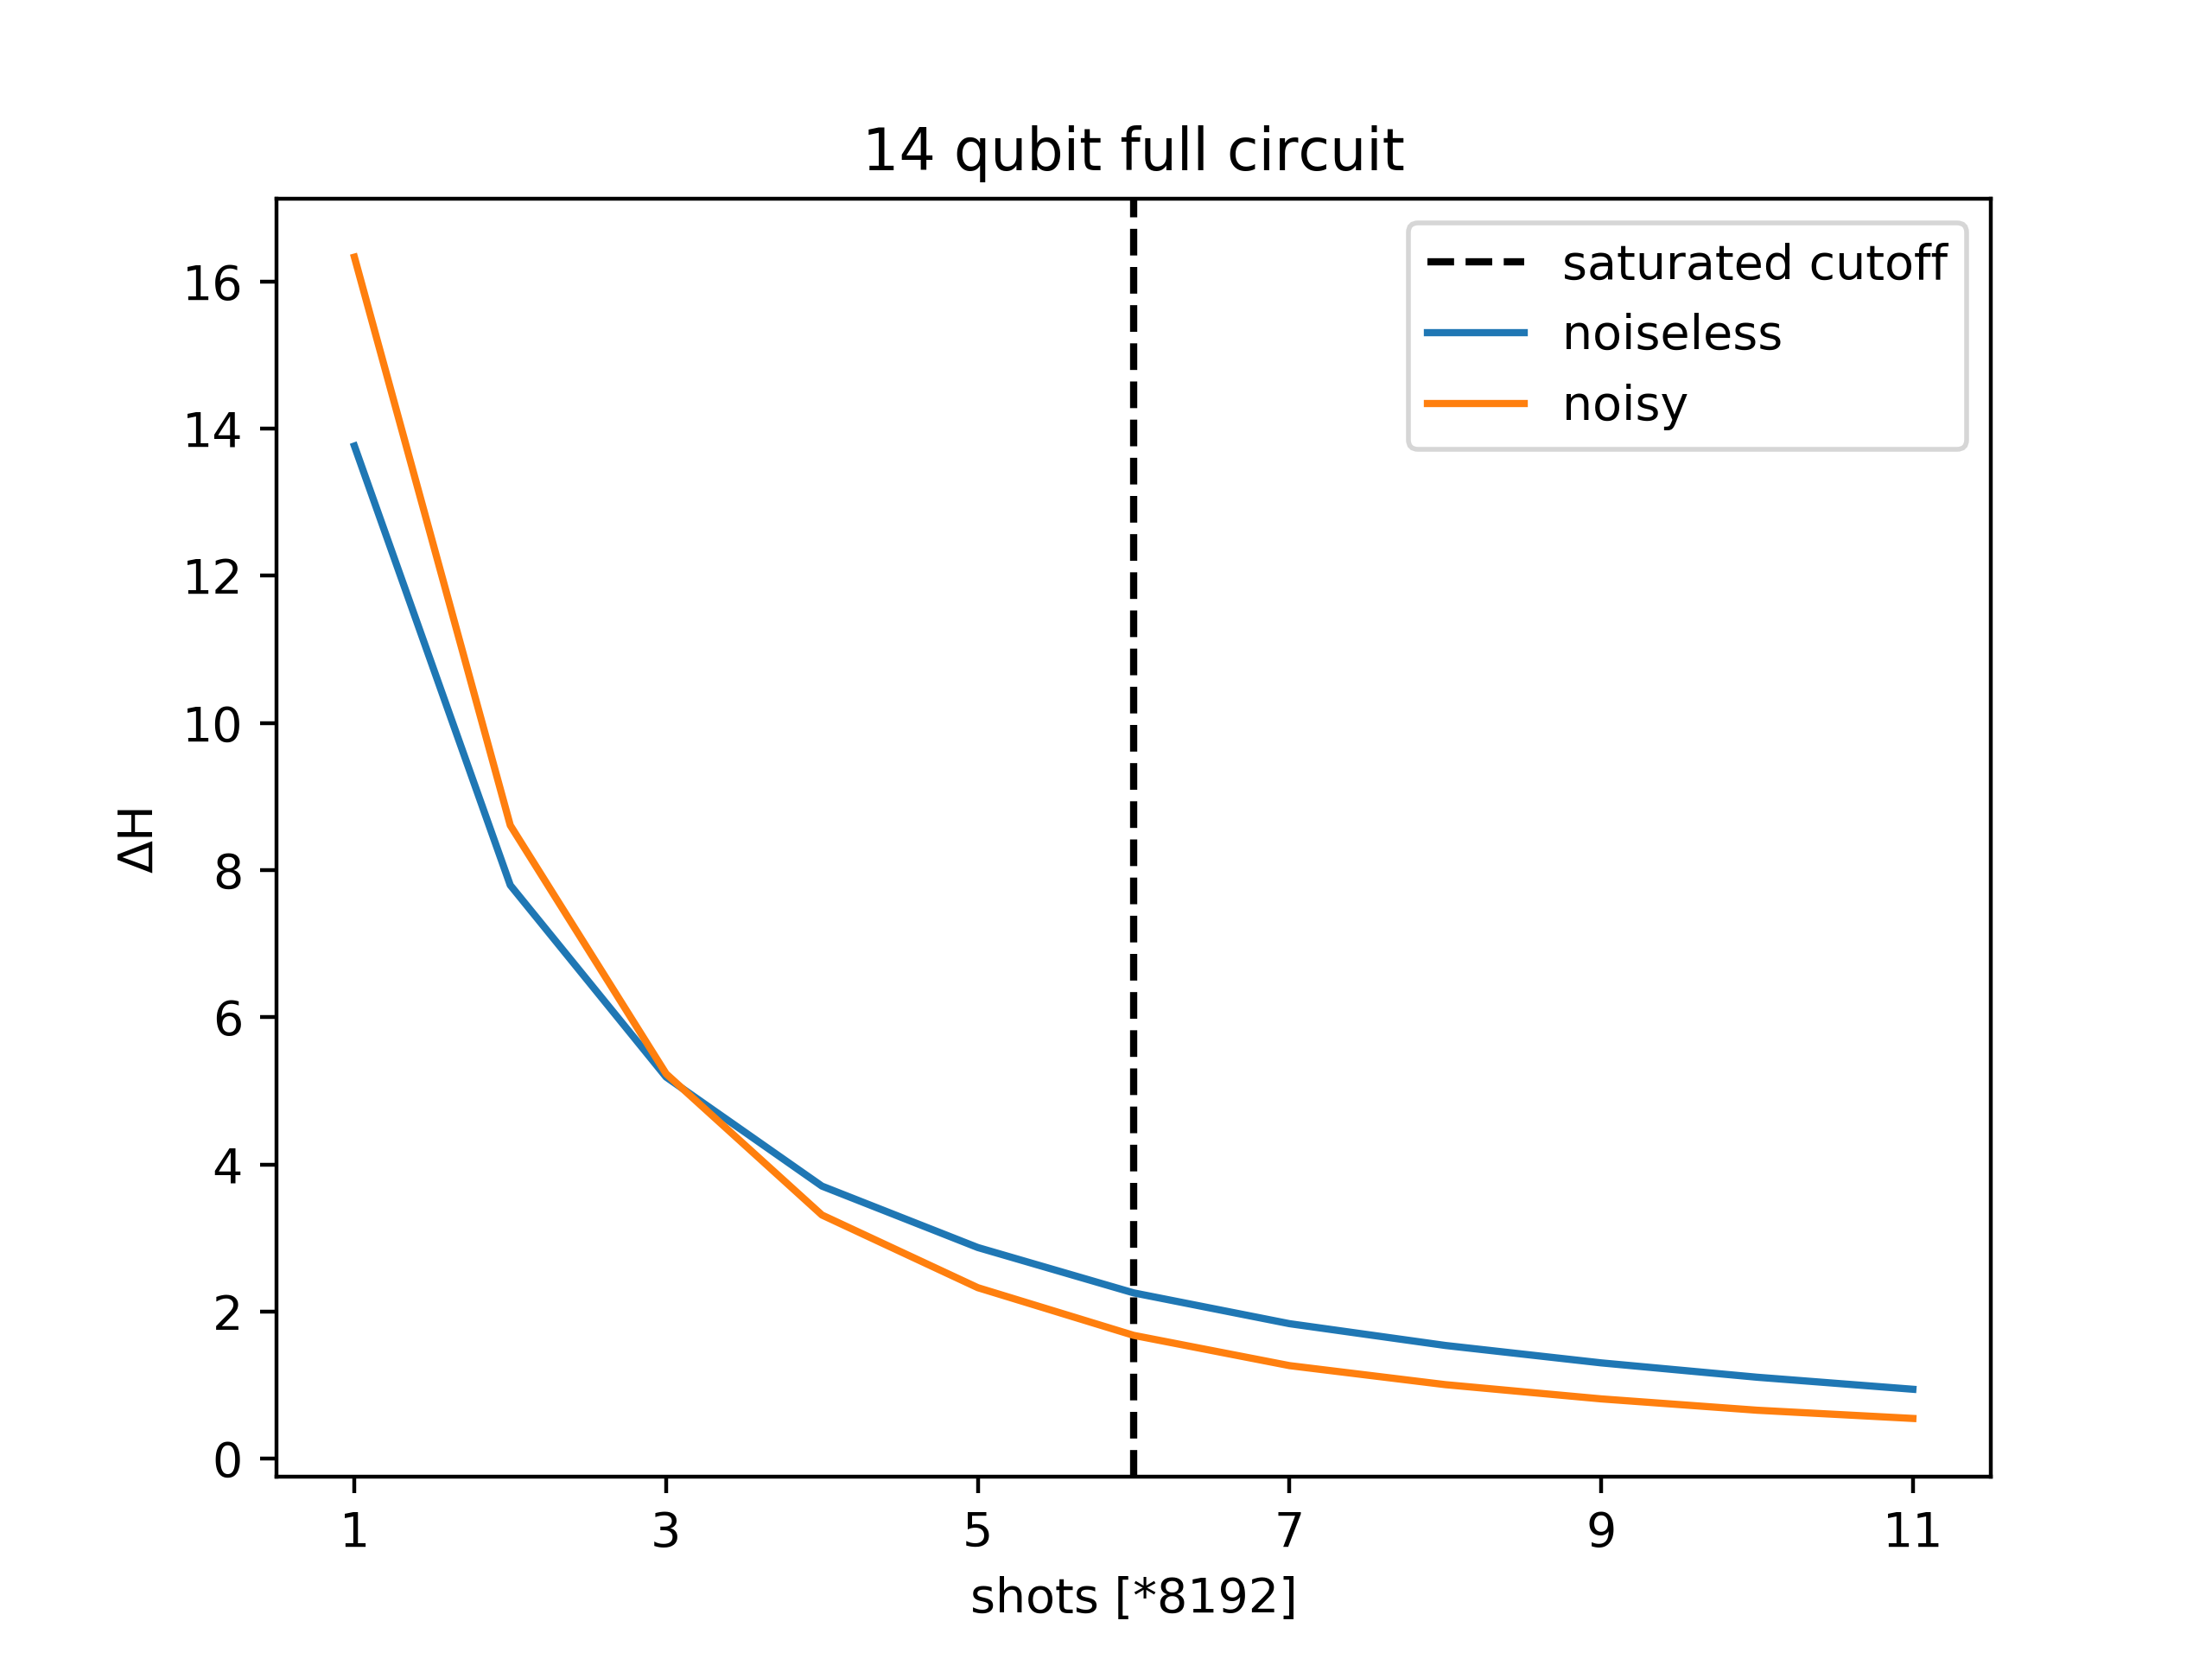 14 qubit full circuit
saturated cutoff
noiseless
noisy
16
14
12
10
8
6
4
2
0
ΔH
1 3 5 7 9 11
shots [*8192]